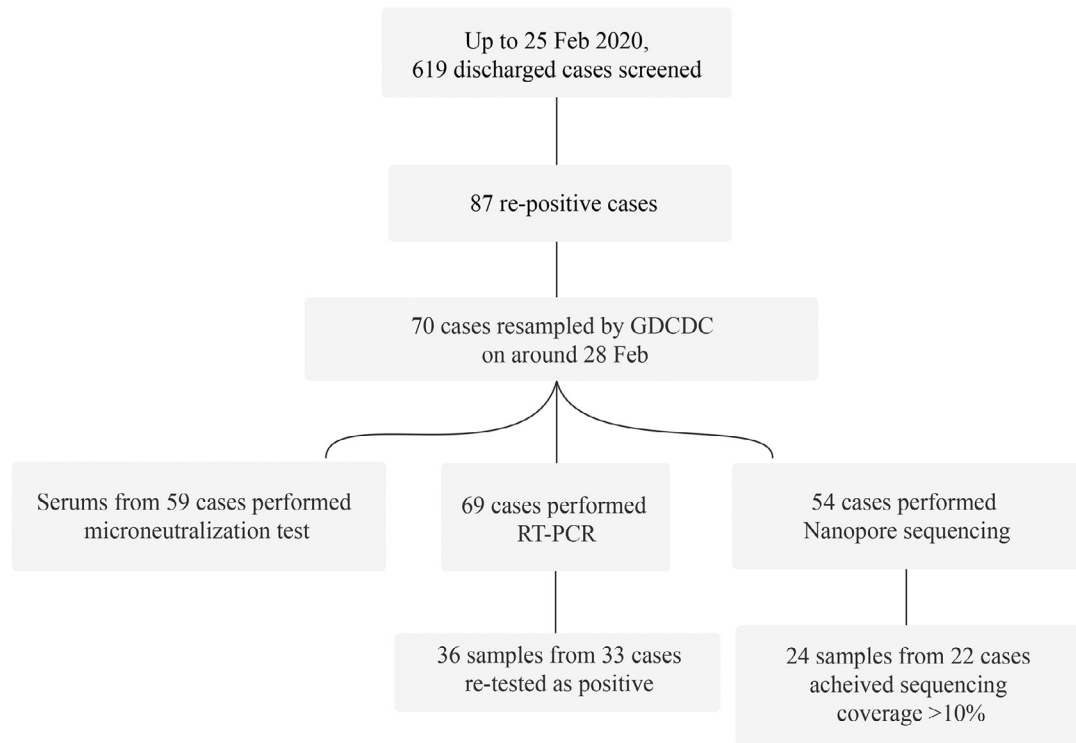 Up to 25 Feb 2020,
619 discharged cases screened
87 re-positive cases
70 cases resampled by GDCDC
on around 28 Feb
Serums from 59 cases performed
microneutralization test
69 cases performed
RT-PCR
54 cases performed
Nanopore sequencing
36 samples from 33 cases
re-tested as positive
24 samples from 22 cases
acheived sequencing
coverage >10%